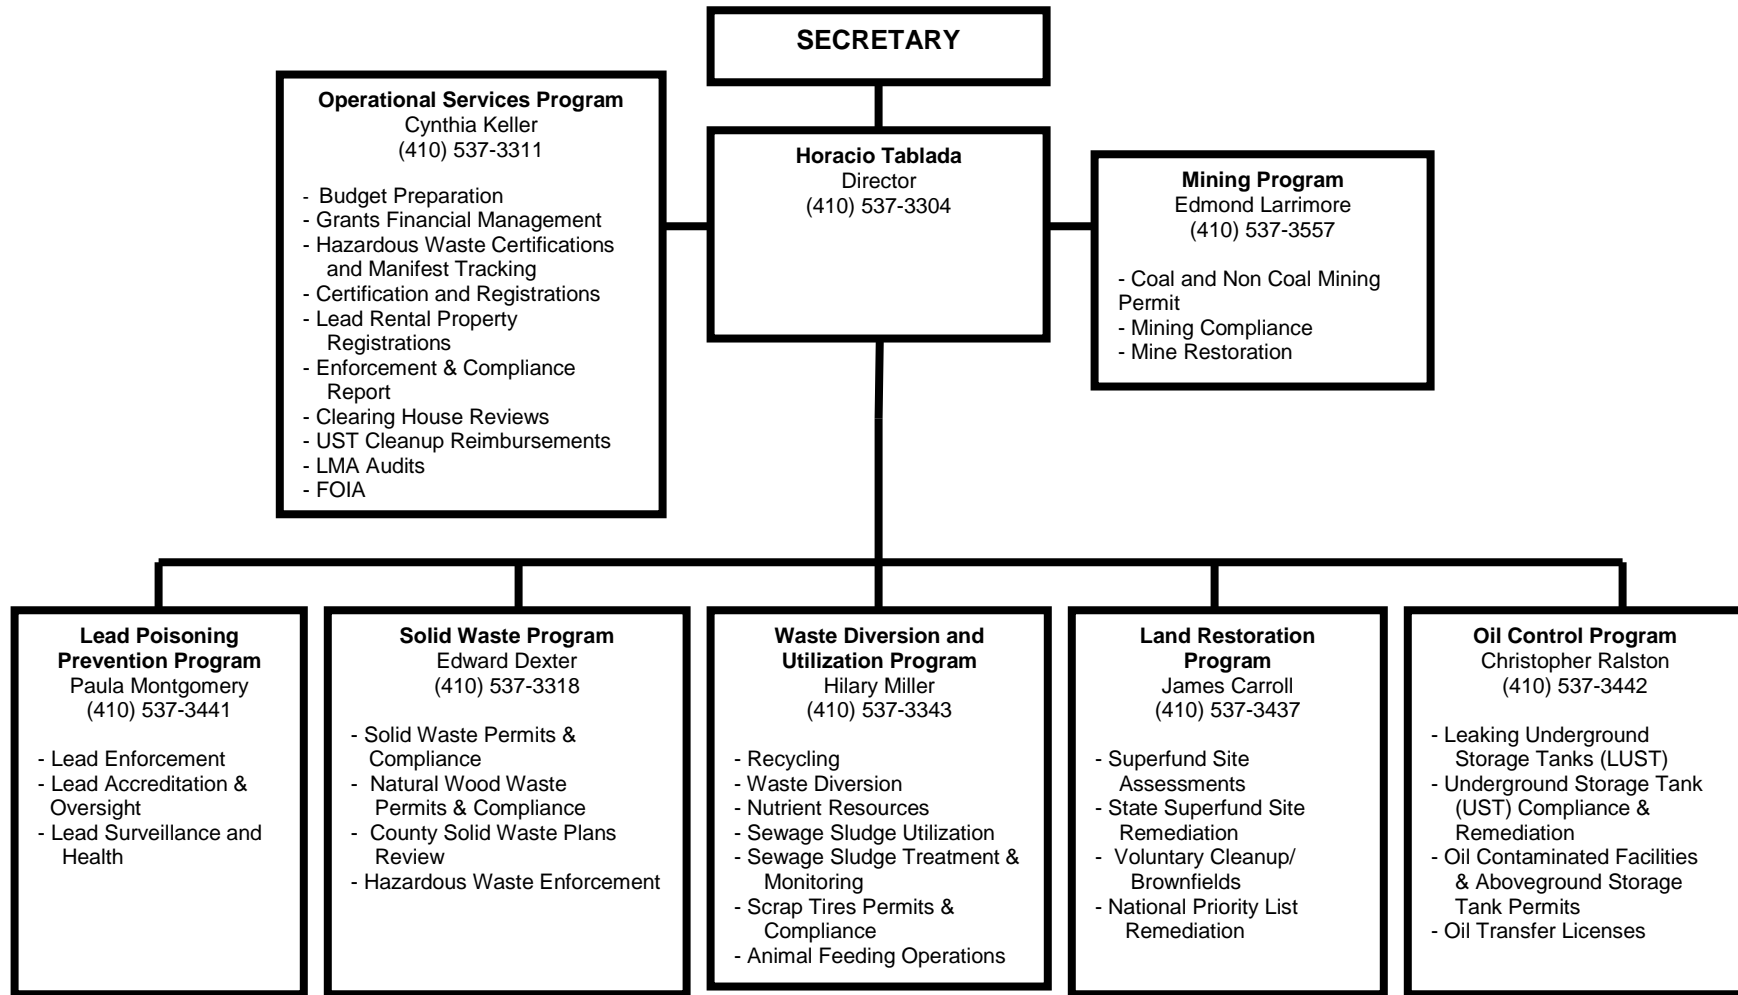 SECRETARY
Operational Services Program
Cynthia Keller
(410) 537-3311
- Budget Preparation
- Grants Financial Management
- Hazardous Waste Certifications
and Manifest Tracking
- Certification and Registrations
- Lead Rental Property
Registrations
- Enforcement & Compliance
Report
- Clearing House Reviews
- UST Cleanup Reimbursements
- LMA Audits
- FOIA
Horacio Tablada
Director
(410) 537-3304
Mining Program
Edmond Larrimore
(410) 537-3557
- Coal and Non Coal Mining
Permit
- Mining Compliance
- Mine Restoration
Lead Poisoning
Prevention Program
Paula Montgomery
(410) 537-3441
- Lead Enforcement
- Lead Accreditation &
Oversight
- Lead Surveillance and
Health
Solid Waste Program
Edward Dexter
(410) 537-3318
- Solid Waste Permits &
Compliance
- Natural Wood Waste
Permits & Compliance
- County Solid Waste Plans
Review
- Hazardous Waste Enforcement
Waste Diversion and
Utilization Program
Hilary Miller
(410) 537-3343
- Recycling
- Waste Diversion
- Nutrient Resources
- Sewage Sludge Utilization
- Sewage Sludge Treatment &
Monitoring
- Scrap Tires Permits &
Compliance
- Animal Feeding Operations
Land Restoration
Program
James Carroll
(410) 537-3437
- Superfund Site
Assessments
- State Superfund Site
Remediation
- Voluntary Cleanup/
Brownfields
- National Priority List
Remediation
Oil Control Program
Christopher Ralston
(410) 537-3442
- Leaking Underground
Storage Tanks (LUST)
- Underground Storage Tank
(UST) Compliance &
Remediation
- Oil Contaminated Facilities
& Aboveground Storage
Tank Permits
- Oil Transfer Licenses